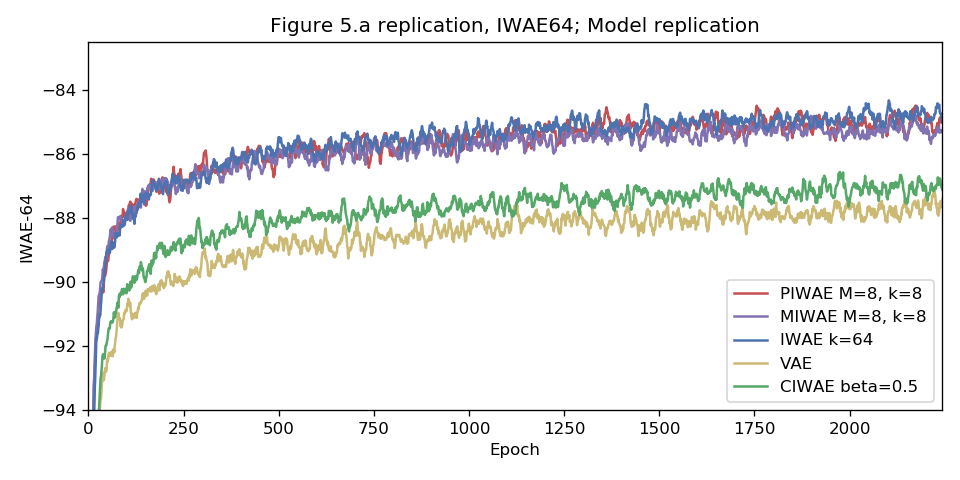 Figure 5.a replication, IWAE64; Model replication
IWAE-64
−84
−86
−88
−90
−92
−94
0 250 500 750 1000 1250 1500 1750 2000
Epoch
PIWAE M=8, k=8
MIWAE M=8, k=8
IWAE k=64
VAE
CIWAE beta=0.5